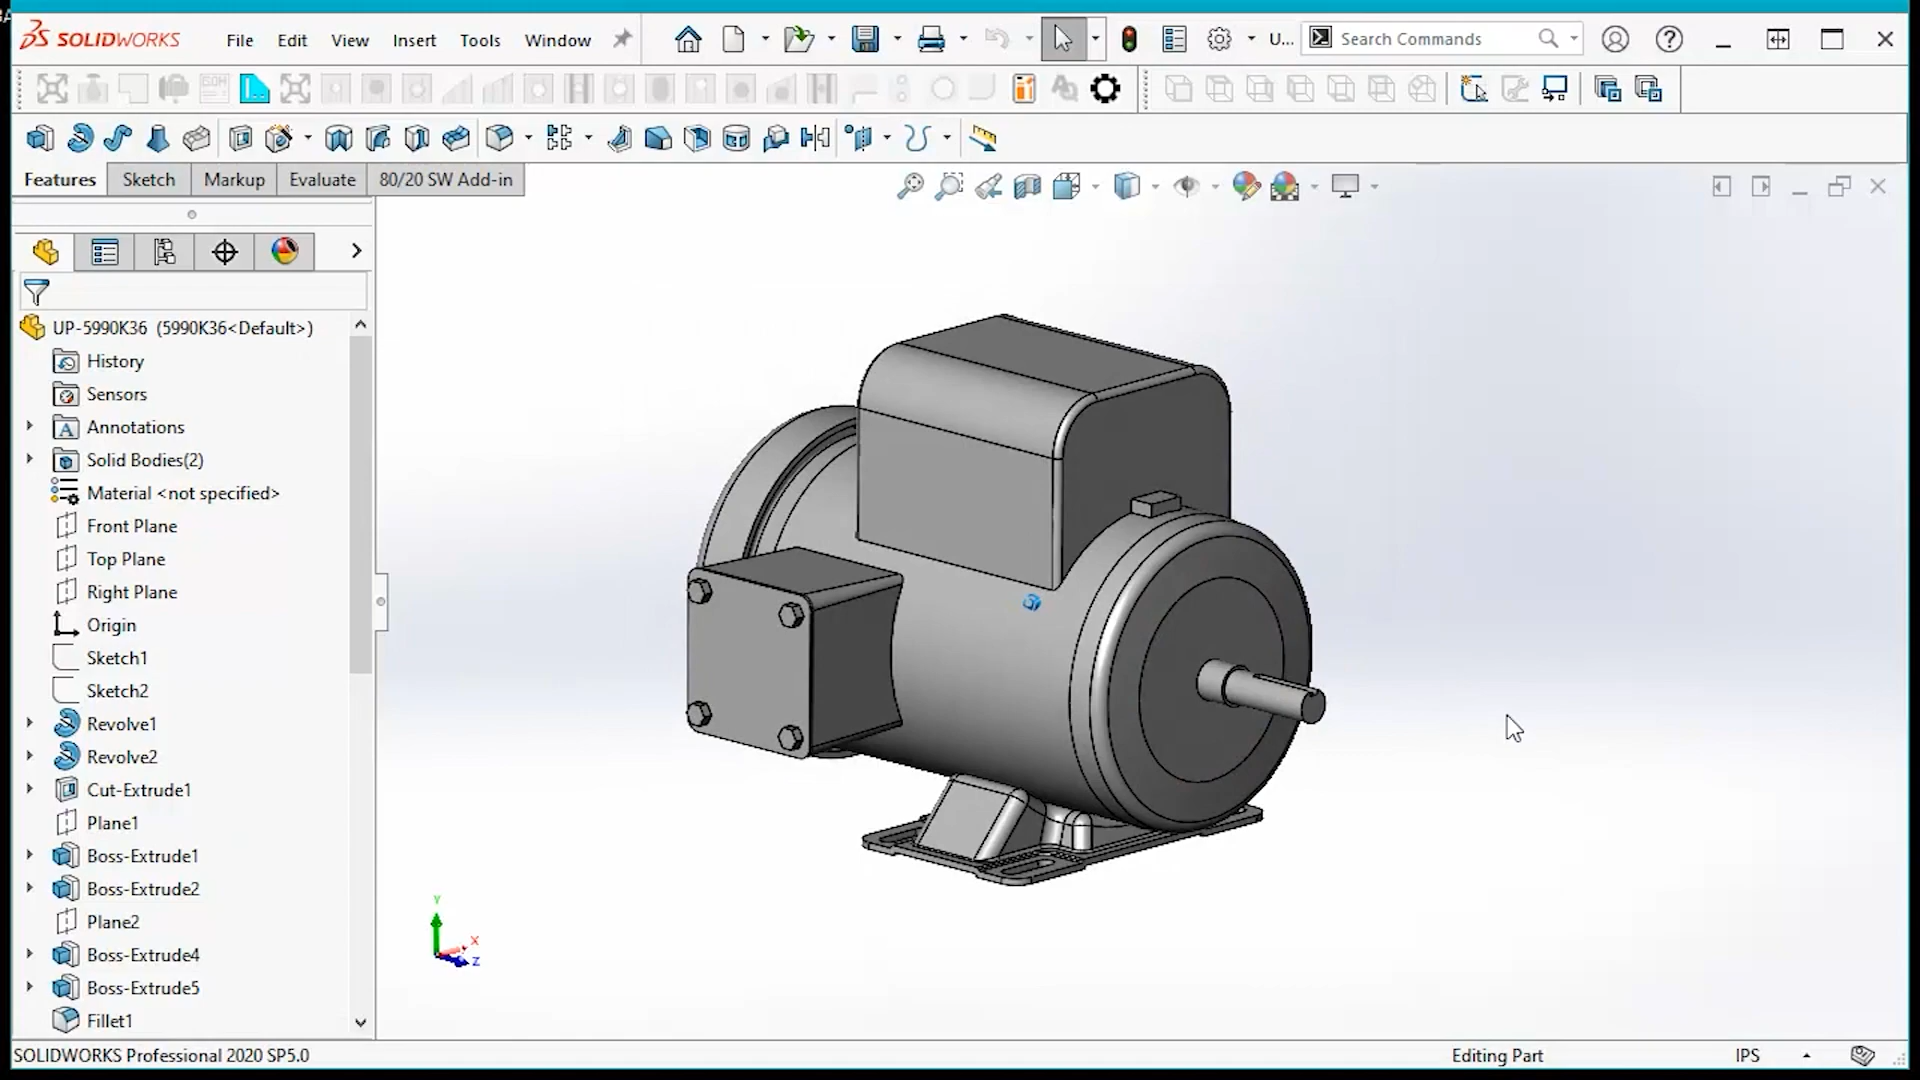 SOLIDWORKS File Edit View Insert Tools Window U... Search Commands
Features Sketch Markup Evaluate 80/20 SW Add-in
UP-5990K36 (5990K36<Default>)
History
Sensors
Annotations
Solid Bodies(2)
Material <not specified>
Front Plane
Top Plane
Right Plane
Origin
Sketch1
Sketch2
Revolve1
Revolve2
Cut-Extrude1
Plane1
Boss-Extrude1
Boss-Extrude2
Plane2
Boss-Extrude4
Boss-Extrude5
Fillet1
Y
X
Z
SOLIDWORKS Professional 2020 SP5.0 Editing Part IPS